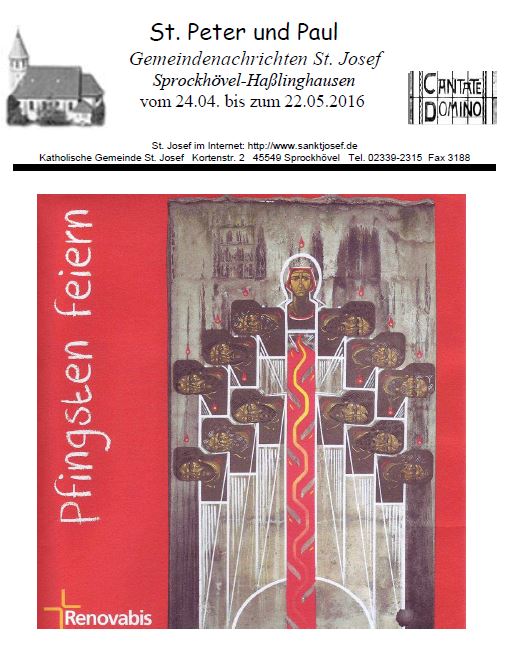 St. Peter und Paul
Gemeindenachrichten St. Josef
Sprockhövel-Haßlinghausen
vom 24.04. bis zum 22.05.2016
CANTATE
DOMINO
St. Josef im Internet: http://www.sanktjosef.de
Katholische Gemeinde St. Josef Kortenstr. 2 45549 Sprockhövel Tel. 02339-2315 Fax 3188
Pfingsten feiern
Renovabis